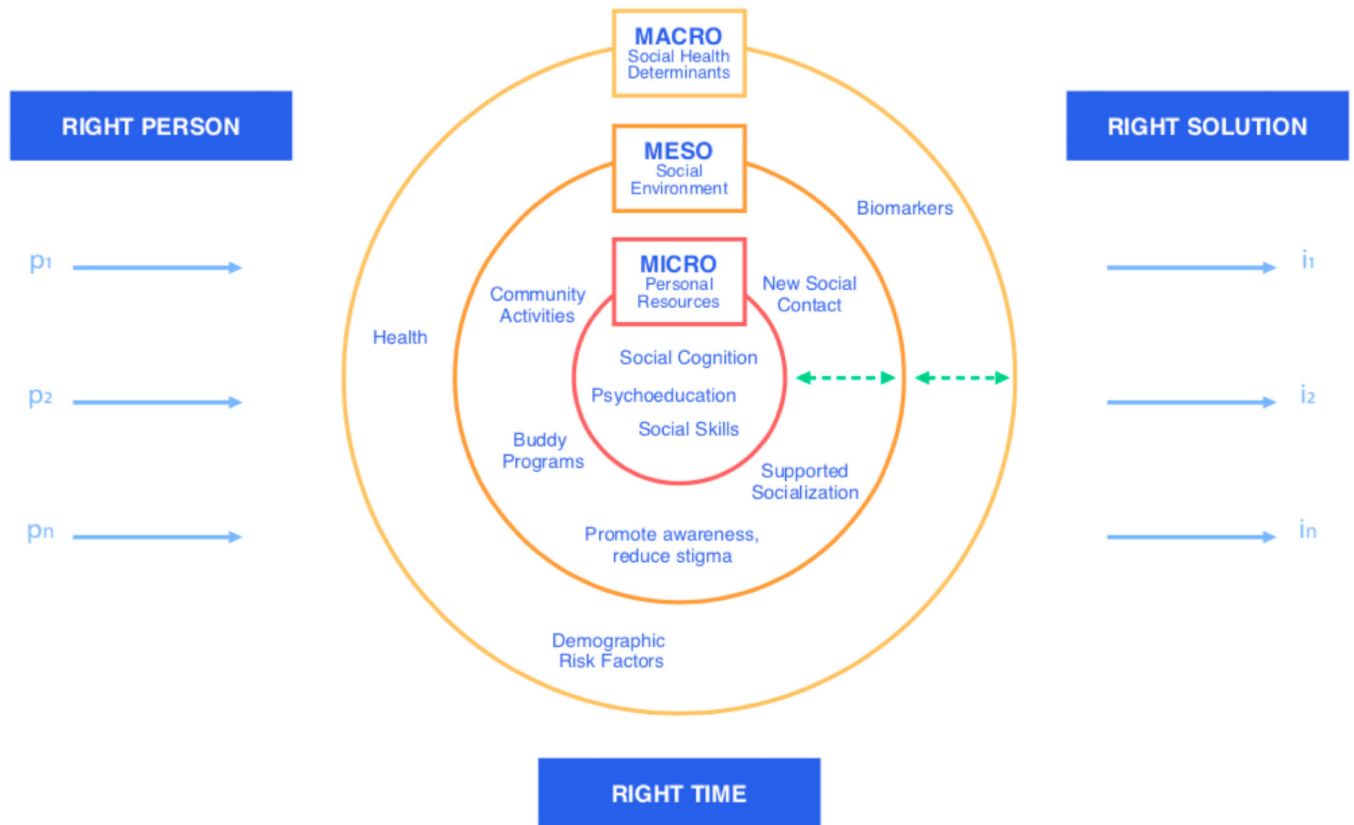 MACRO
Social Health
Determinants
RIGHT PERSON
RIGHT SOLUTION
MESO
Social
Environment
Biomarkers
MICRO
Personal
Resources
p1
i1
Community
Activities
New Social
Contact
Health
Social Cognition
Psychoeducation
Social Skills
p2
i2
Buddy
Programs
Supported
Socialization
pn
in
Promote awareness,
reduce stigma
Demographic
Risk Factors
RIGHT TIME